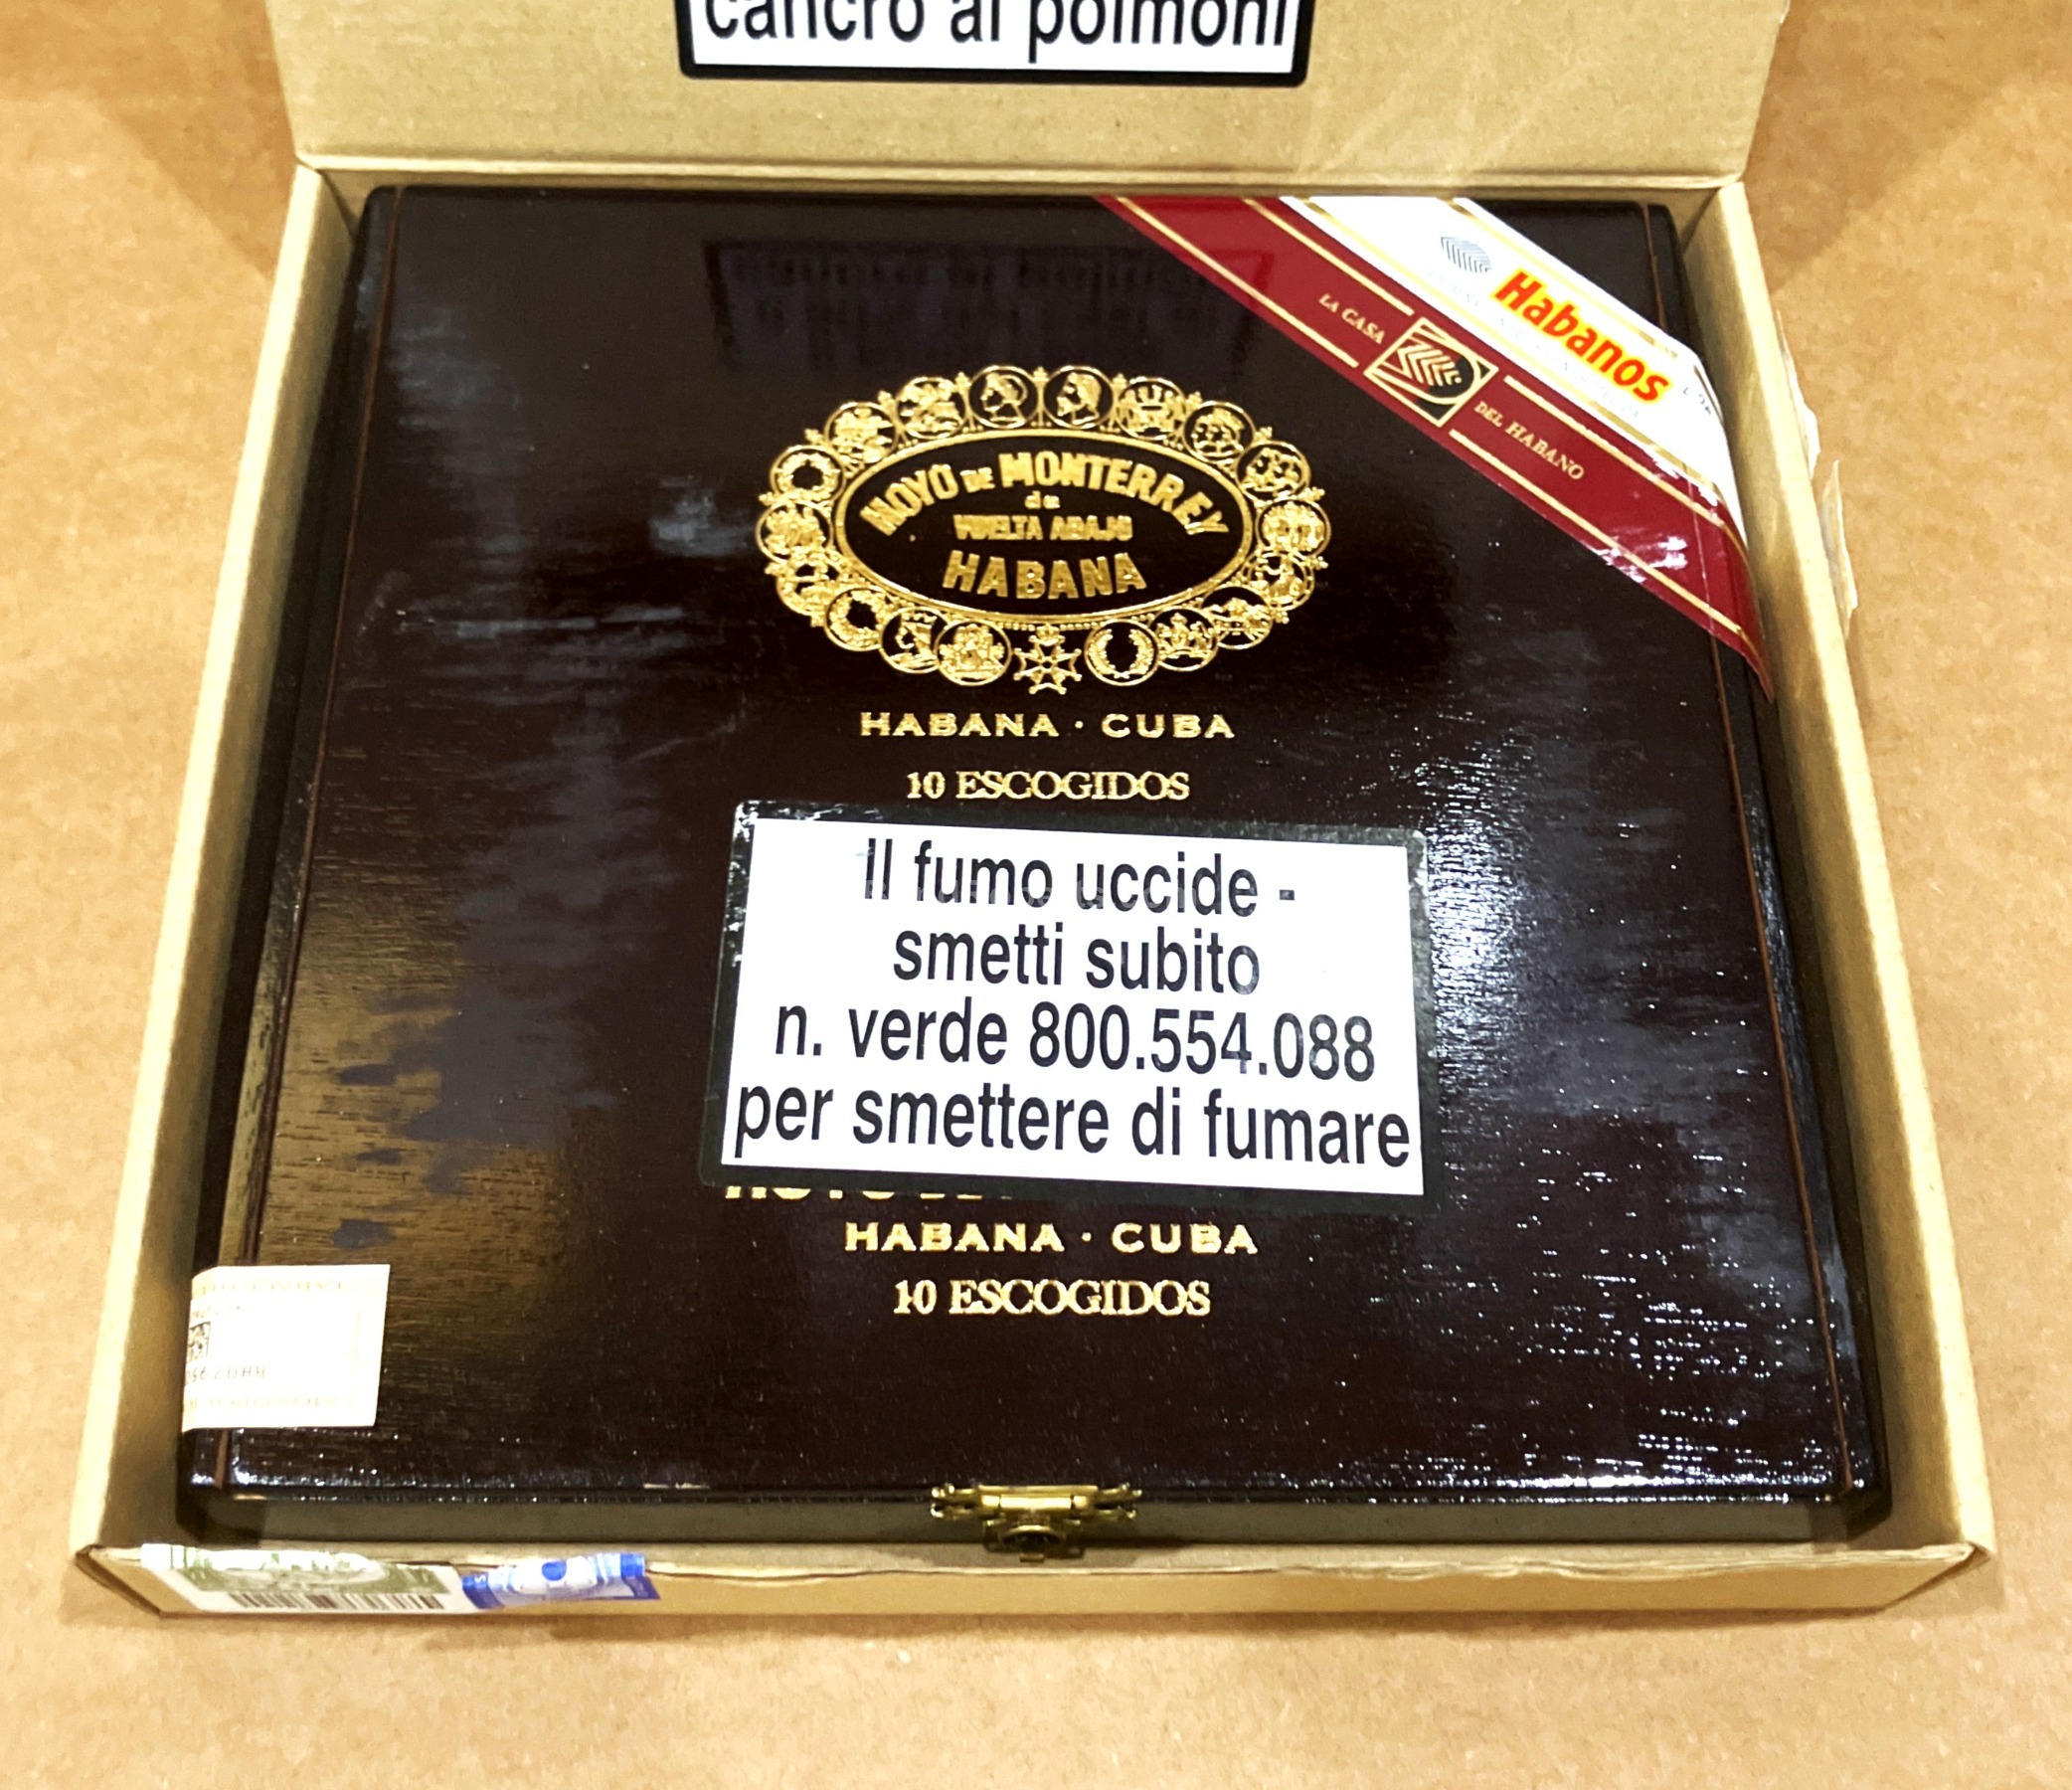 cancro ai polmoni
Habanos
LA CASA
DEL HABANO
HOYO DE MONTERREY
de
VUELTA ABAJO
HABANA
HABANA · CUBA
10 ESCOGIDOS
Il fumo uccide -
smetti subito
n. verde 800.554.088
per smettere di fumare
HABANA · CUBA
10 ESCOGIDOS